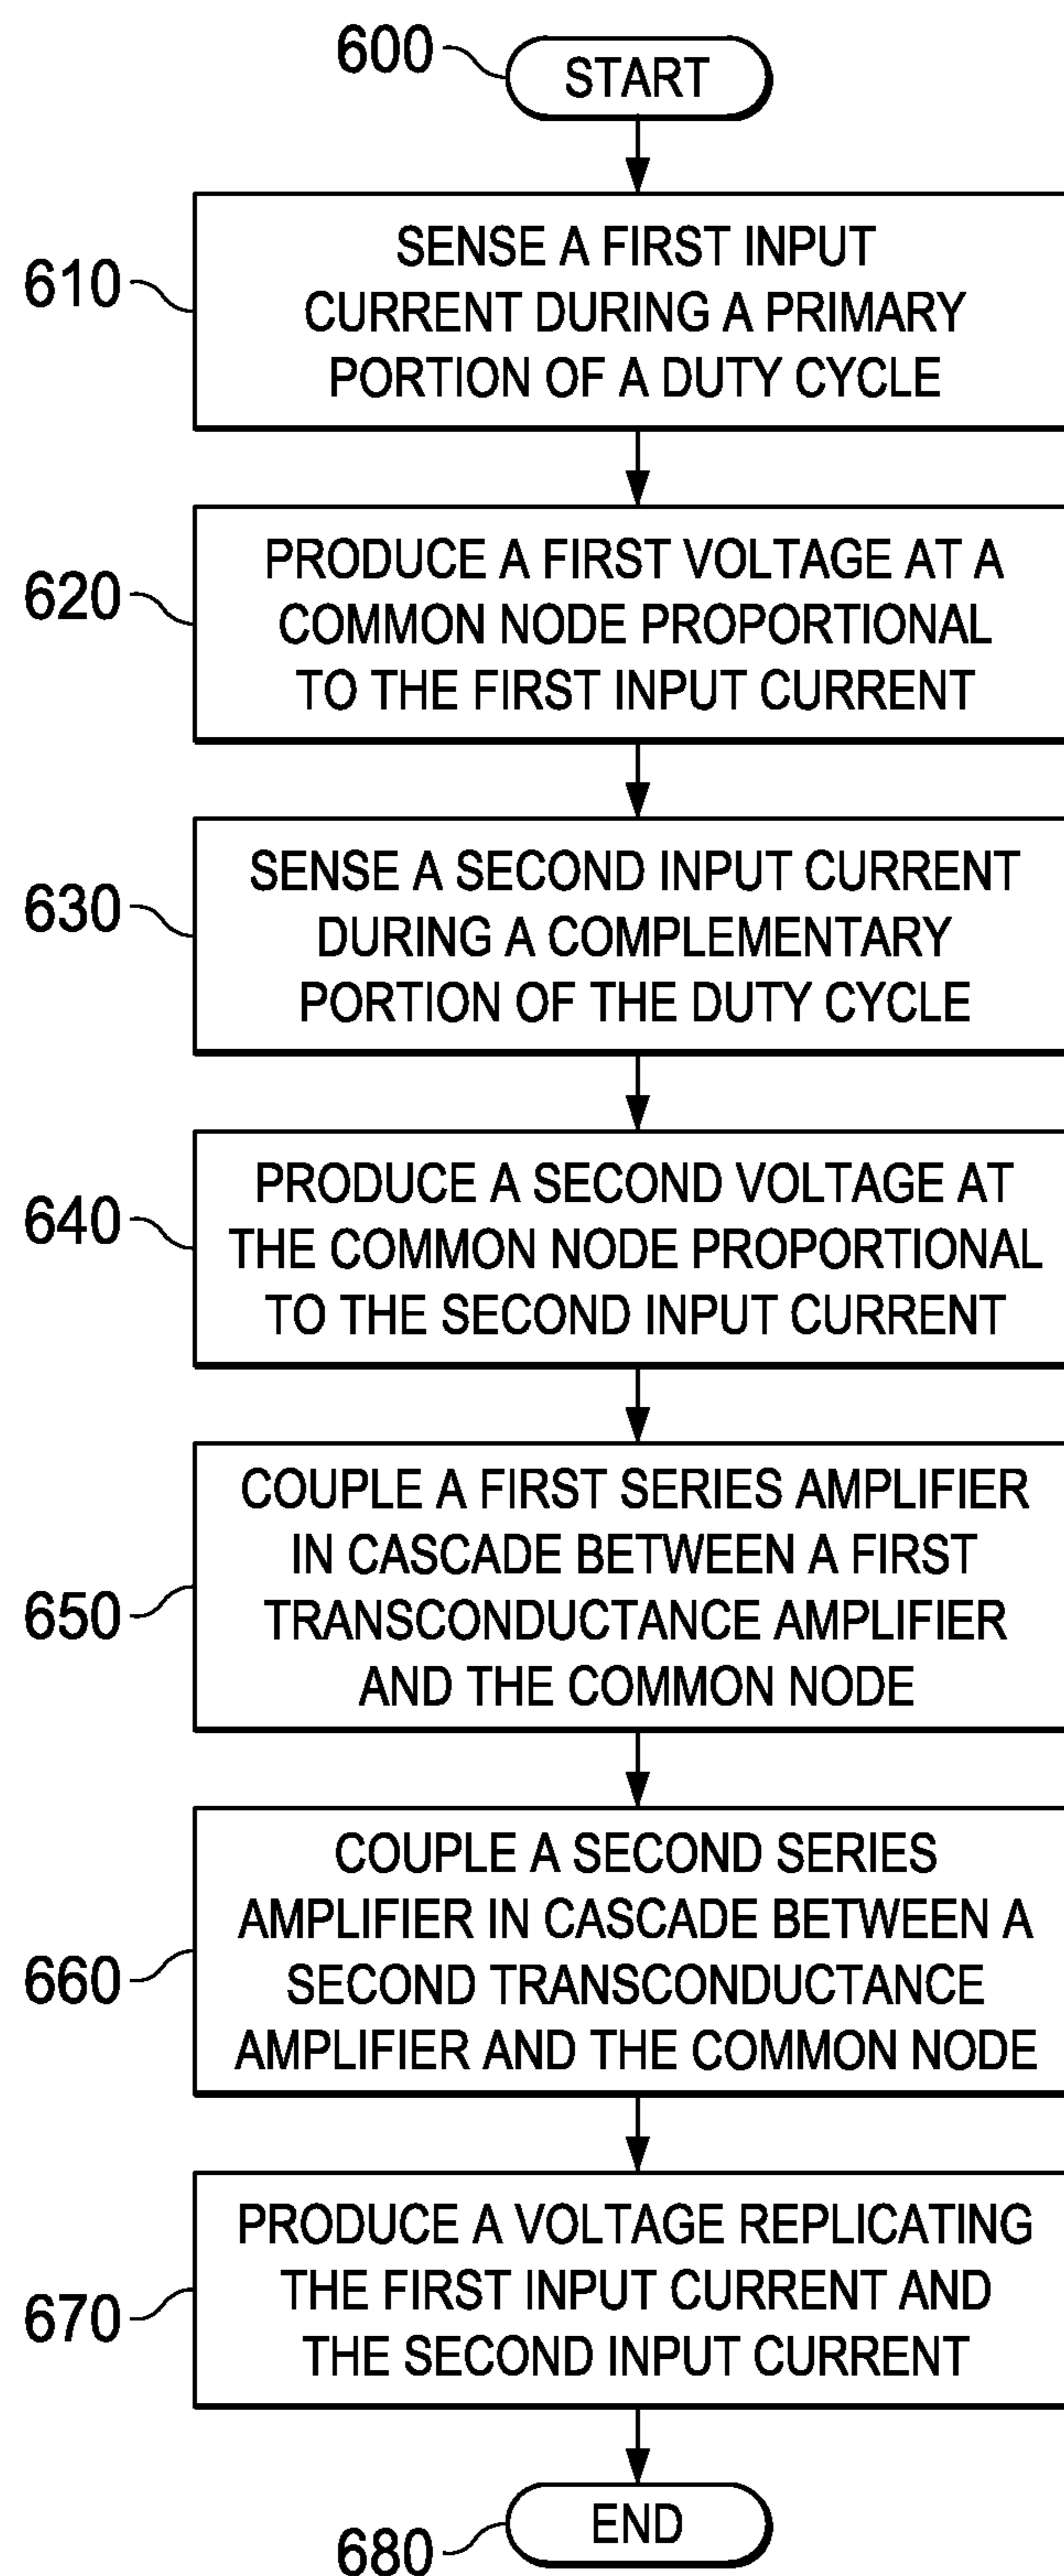 600
START
610
SENSE A FIRST INPUT
CURRENT DURING A PRIMARY
PORTION OF A DUTY CYCLE
620
PRODUCE A FIRST VOLTAGE AT A
COMMON NODE PROPORTIONAL
TO THE FIRST INPUT CURRENT
630
SENSE A SECOND INPUT CURRENT
DURING A COMPLEMENTARY
PORTION OF THE DUTY CYCLE
640
PRODUCE A SECOND VOLTAGE AT
THE COMMON NODE PROPORTIONAL
TO THE SECOND INPUT CURRENT
650
COUPLE A FIRST SERIES AMPLIFIER
IN CASCADE BETWEEN A FIRST
TRANSCONDUCTANCE AMPLIFIER
AND THE COMMON NODE
660
COUPLE A SECOND SERIES
AMPLIFIER IN CASCADE BETWEEN A
SECOND TRANSCONDUCTANCE
AMPLIFIER AND THE COMMON NODE
670
PRODUCE A VOLTAGE REPLICATING
THE FIRST INPUT CURRENT AND
THE SECOND INPUT CURRENT
680
END